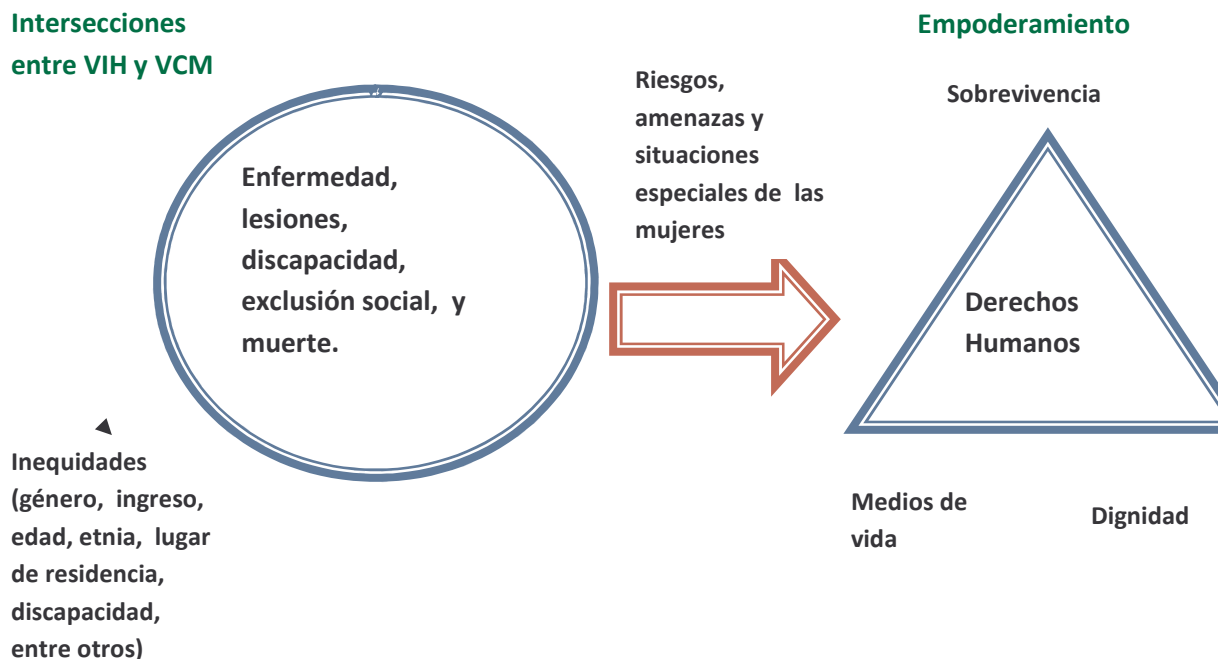 Intersecciones
entre VIH y VCM
Enfermedad,
lesiones,
discapacidad,
exclusión social, y
muerte.
Inequidades
(género, ingreso,
edad, etnia, lugar
de residencia,
discapacidad,
entre otros)
Riesgos,
amenazas y
situaciones
especiales de las
mujeres
Empoderamiento
Sobrevivencia
Derechos
Humanos
Medios de
vida
Dignidad